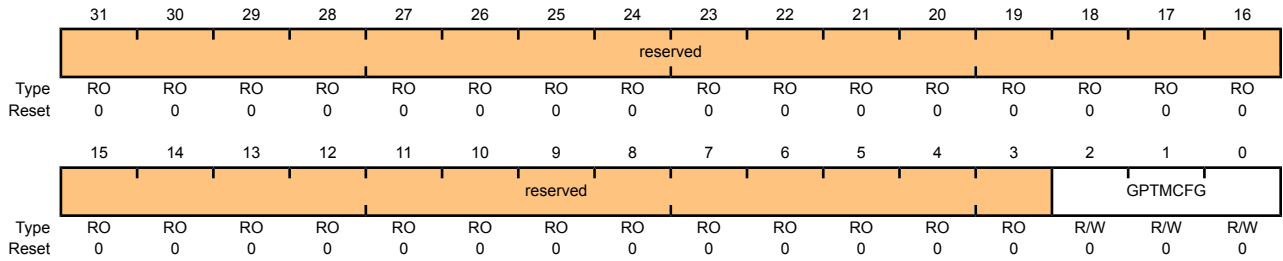 31 30 29 28 27 26 25 24 23 22 21 20 19 18 17 16
reserved
Type RO RO RO RO RO RO RO RO RO RO RO RO RO RO RO RO
Reset 0 0 0 0 0 0 0 0 0 0 0 0 0 0 0 0
15 14 13 12 11 10 9 8 7 6 5 4 3 2 1 0
reserved GPTMCFG
Type RO RO RO RO RO RO RO RO RO RO RO RO RO R/W R/W R/W
Reset 0 0 0 0 0 0 0 0 0 0 0 0 0 0 0 0